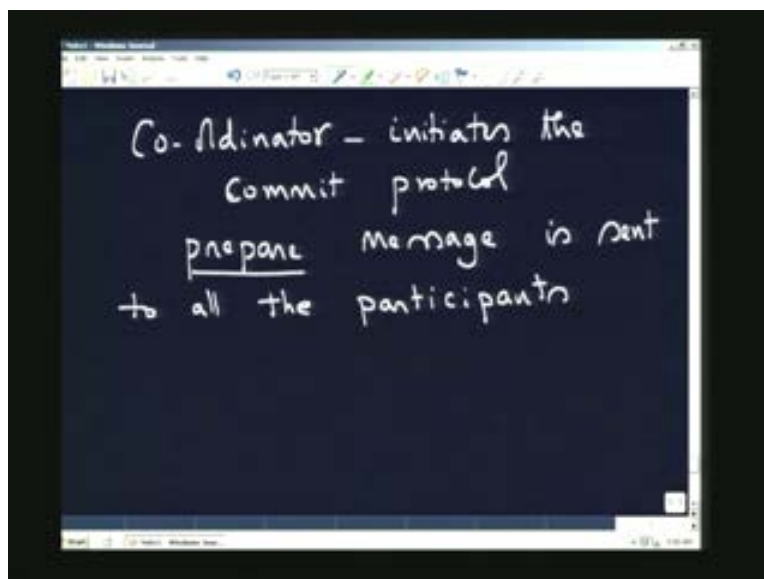 Co-ordinator - initiates the
commit protocol
prepare message is sent
to all the participants